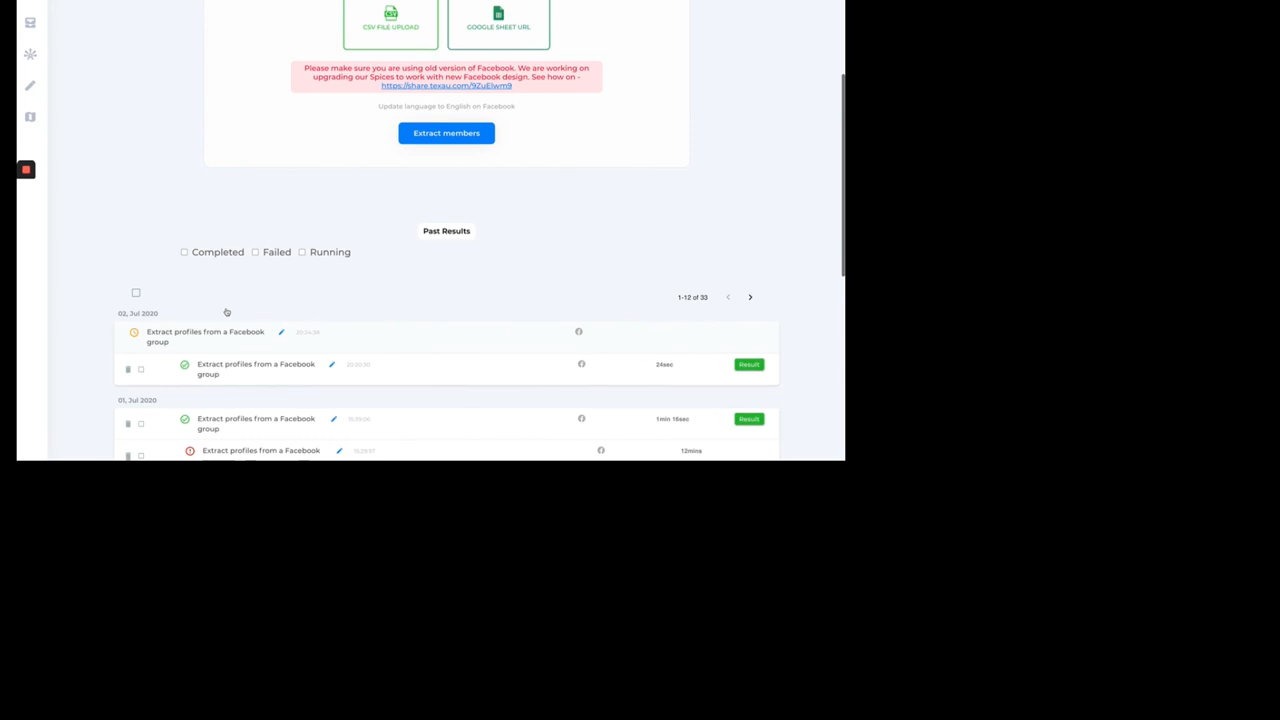 CSV
CSV FILE UPLOAD
GOOGLE SHEET URL
Please make sure you are using old version of Facebook. We are working on
upgrading our Spices to work with new Facebook design. See how on -
https://share.texau.com/9ZuElwm9
Update language to English on Facebook
Extract members
Past Results
Completed Failed Running
1-12 of 33
02, Jul 2020
Extract profiles from a Facebook
group
Extract profiles from a Facebook 24sec Result
group
01, Jul 2020
Extract profiles from a Facebook 1min 16sec Result
group
Extract profiles from a Facebook 12mins